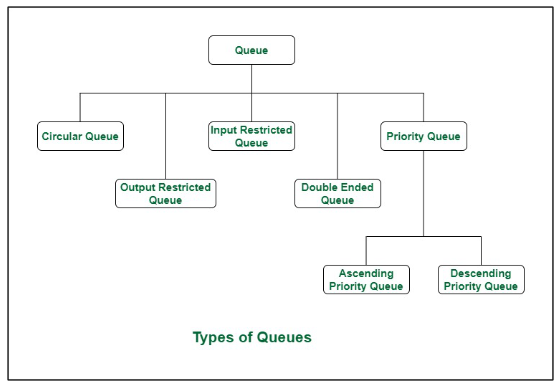 Queue
Circular Queue
Input Restricted
Queue
Priority Queue
Output Restricted
Queue
Double Ended
Queue
Ascending
Priority Queue
Descending
Priority Queue
Types of Queues